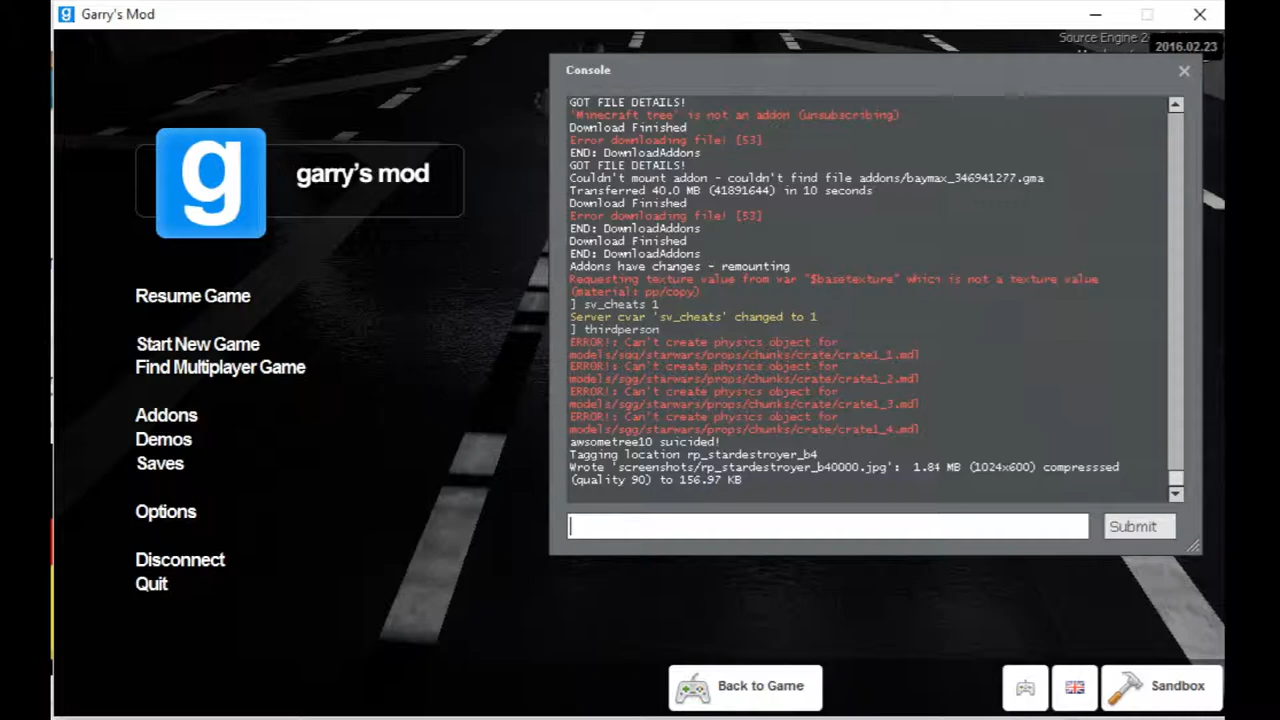 Garry's Mod
Source Engine
2016.02.23
g
garry's mod
Resume Game
Start New Game
Find Multiplayer Game
Addons
Demos
Saves
Options
Disconnect
Quit
Console
GOT FILE DETAILS!
'Minecraft tree' is not an addon (unsubscribing)
Download Finished
Error downloading file! [53]
END: DownloadAddons
GOT FILE DETAILS!
Couldn't mount addon - couldn't find file addons/baymax_346941277.gma
Transferred 40.0 MB (41891644) in 10 seconds
Download Finished
Error downloading file! [53]
END: DownloadAddons
Download Finished
END: DownloadAddons
Addons have changes - remounting
Requesting texture value from var "$basetexture" which is not a texture value
(material: pp/copy)
] sv_cheats 1
Server cvar 'sv_cheats' changed to 1
] thirdperson
ERROR!: Can't create physics object for
models/sgg/starwars/props/chunks/crate/crate1_1.mdl
ERROR!: Can't create physics object for
models/sgg/starwars/props/chunks/crate/crate1_2.mdl
ERROR!: Can't create physics object for
models/sgg/starwars/props/chunks/crate/crate1_3.mdl
ERROR!: Can't create physics object for
models/sgg/starwars/props/chunks/crate/crate1_4.mdl
awsometree10 suicided!
Tagging location rp_stardestroyer_b4
Wrote 'screenshots/rp_stardestroyer_b40000.jpg': 1.84 MB (1024x600) compresssed
(quality 90) to 156.97 KB
Submit
Back to Game
Sandbox